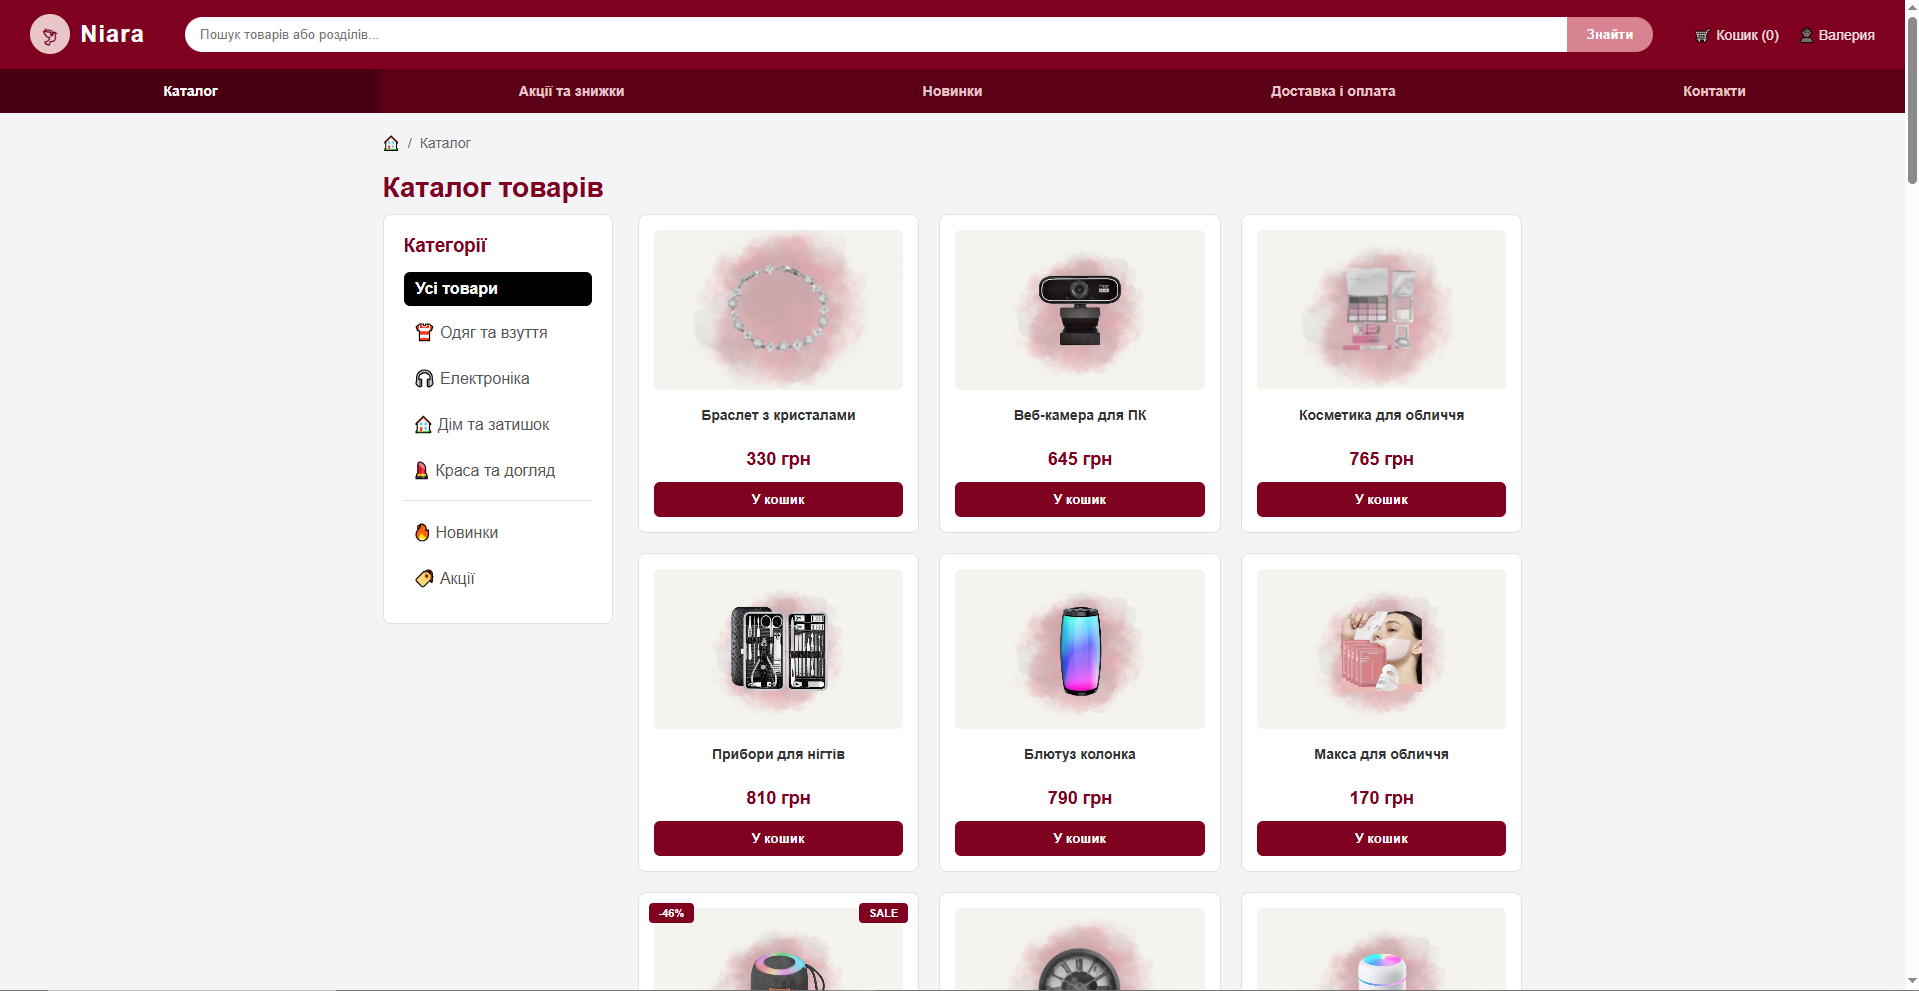 Niara
Пошук товарів або розділів...
Знайти
Кошик (0)
Валерия
Каталог
Акції та знижки
Новинки
Доставка і оплата
Контакти
/ Каталог
Каталог товарів
Категорії
Усі товари
Одяг та взуття
Електроніка
Дім та затишок
Краса та догляд
Новинки
Акції
Браслет з кристалами
330 грн
У кошик
Веб-камера для ПК
645 грн
У кошик
Косметика для обличчя
765 грн
У кошик
Прибори для нігтів
810 грн
У кошик
Блютуз колонка
790 грн
У кошик
Макса для обличчя
170 грн
У кошик
-46%
SALE